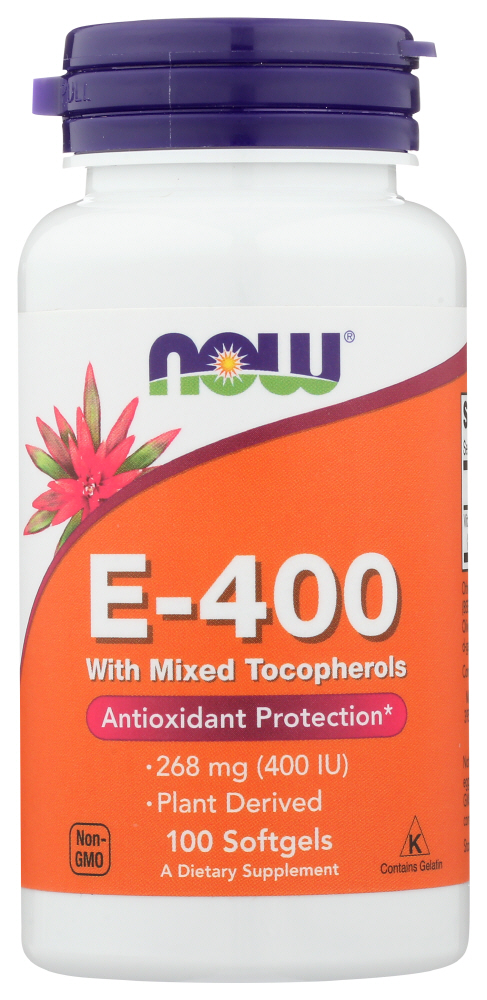 NOW®
E-400
With Mixed Tocopherols
Antioxidant Protection*
•268 mg (400 IU)
•Plant Derived
100 Softgels
A Dietary Supplement
Non-
GMO
K
Contains Gelatin